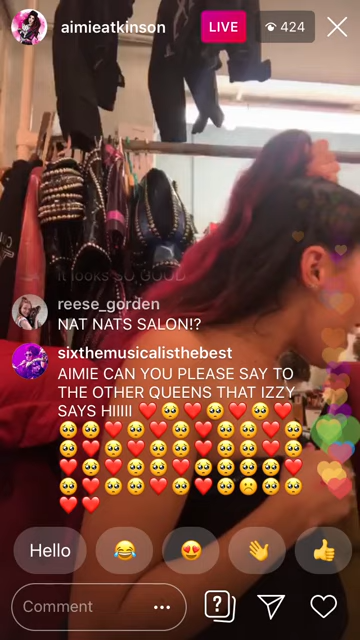 aimieatkinson
LIVE
424
It looks SO GOOD
reese_gorden
NAT NATS SALON!?
sixthemusicalisthebest
AIMIE CAN YOU PLEASE SAY TO
THE OTHER QUEENS THAT IZZY
SAYS HIIIII
Hello
Comment